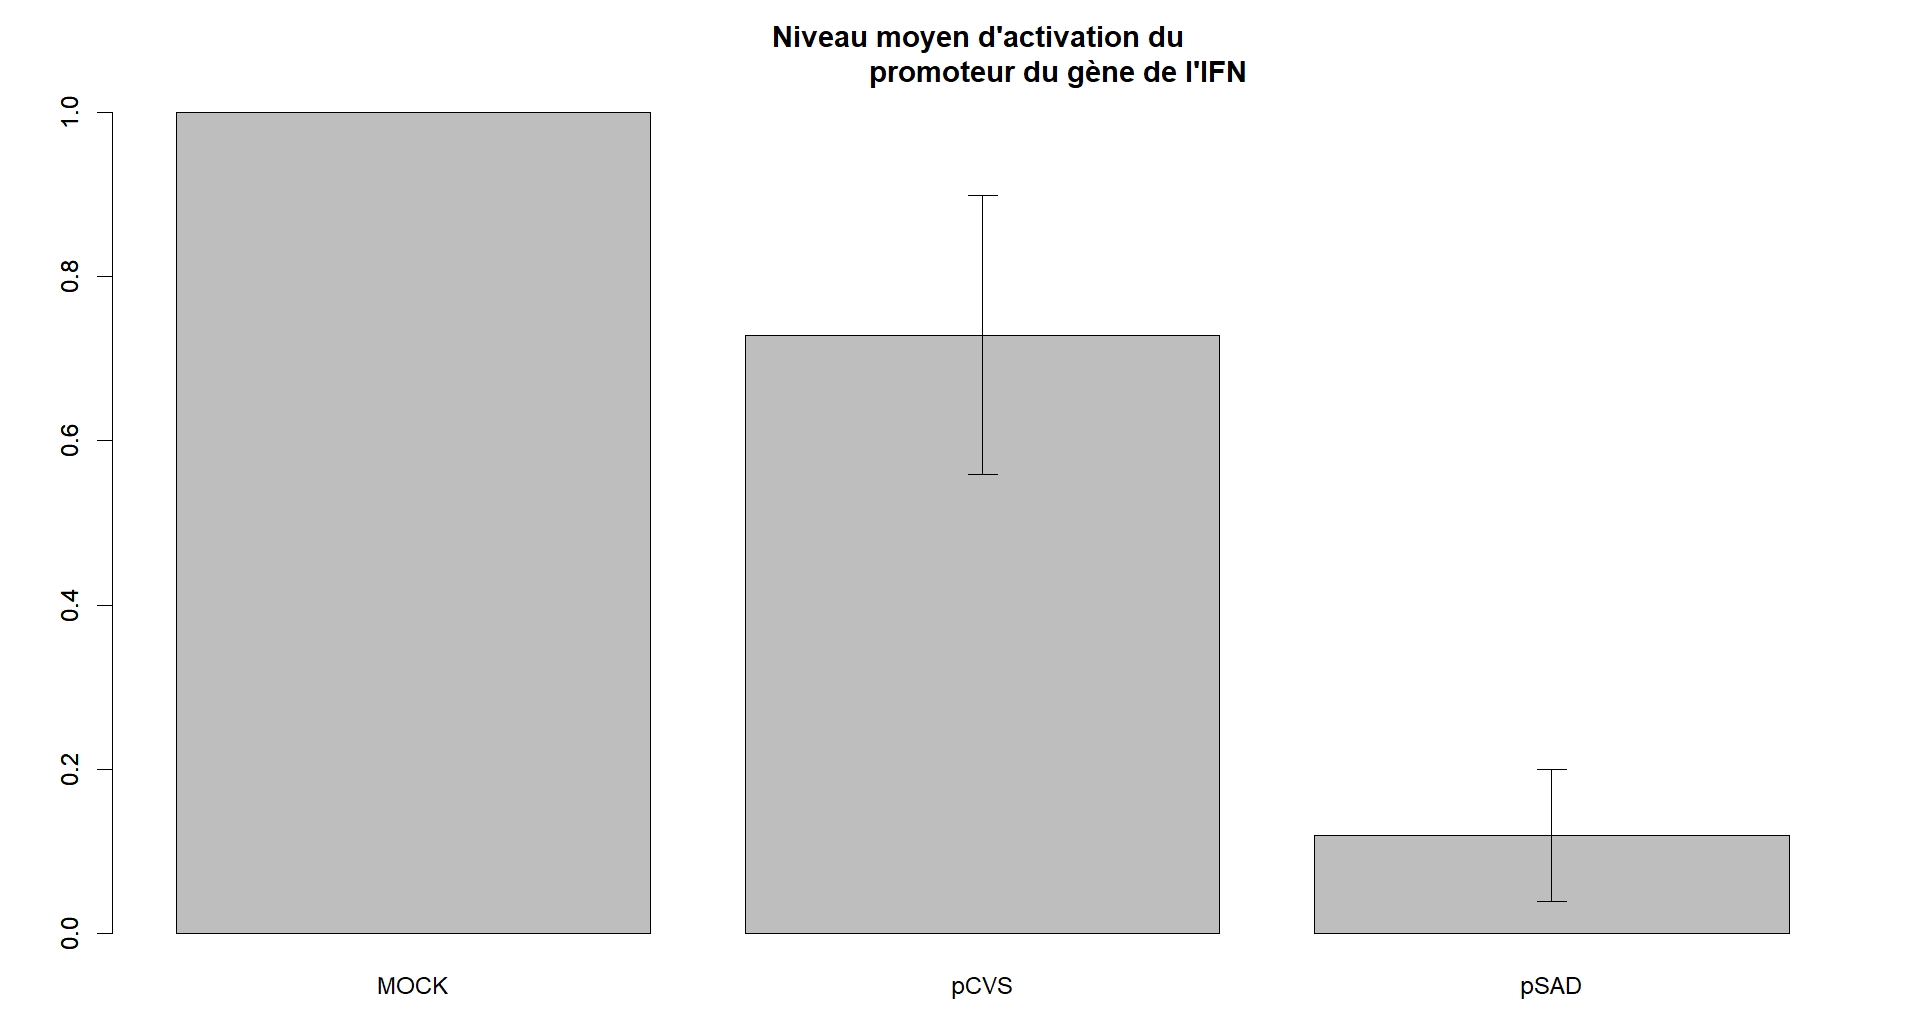 Niveau moyen d'activation du
promoteur du gène de l'IFN
1.0
0.8
0.6
0.4
0.2
0.0
MOCK
pCVS
pSAD